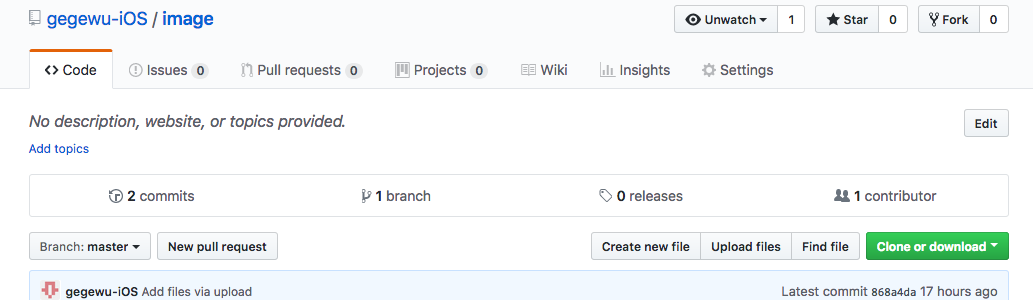 gegewu-iOS / image
Unwatch 1 Star 0 Fork 0
Code Issues 0 Pull requests 0 Projects 0 Wiki Insights Settings
No description, website, or topics provided.
Edit
Add topics
2 commits 1 branch 0 releases 1 contributor
Branch: master New pull request Create new file Upload files Find file Clone or download
gegewu-iOS Add files via upload Latest commit 868a4da 17 hours ago